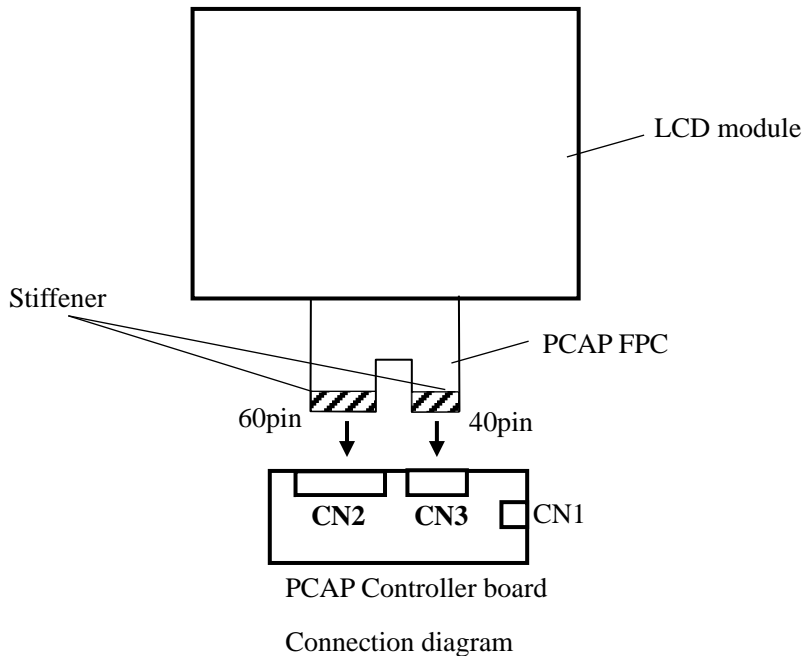 LCD module
Stiffener
PCAP FPC
60pin
40pin
CN2
CN3
CN1
PCAP Controller board
Connection diagram